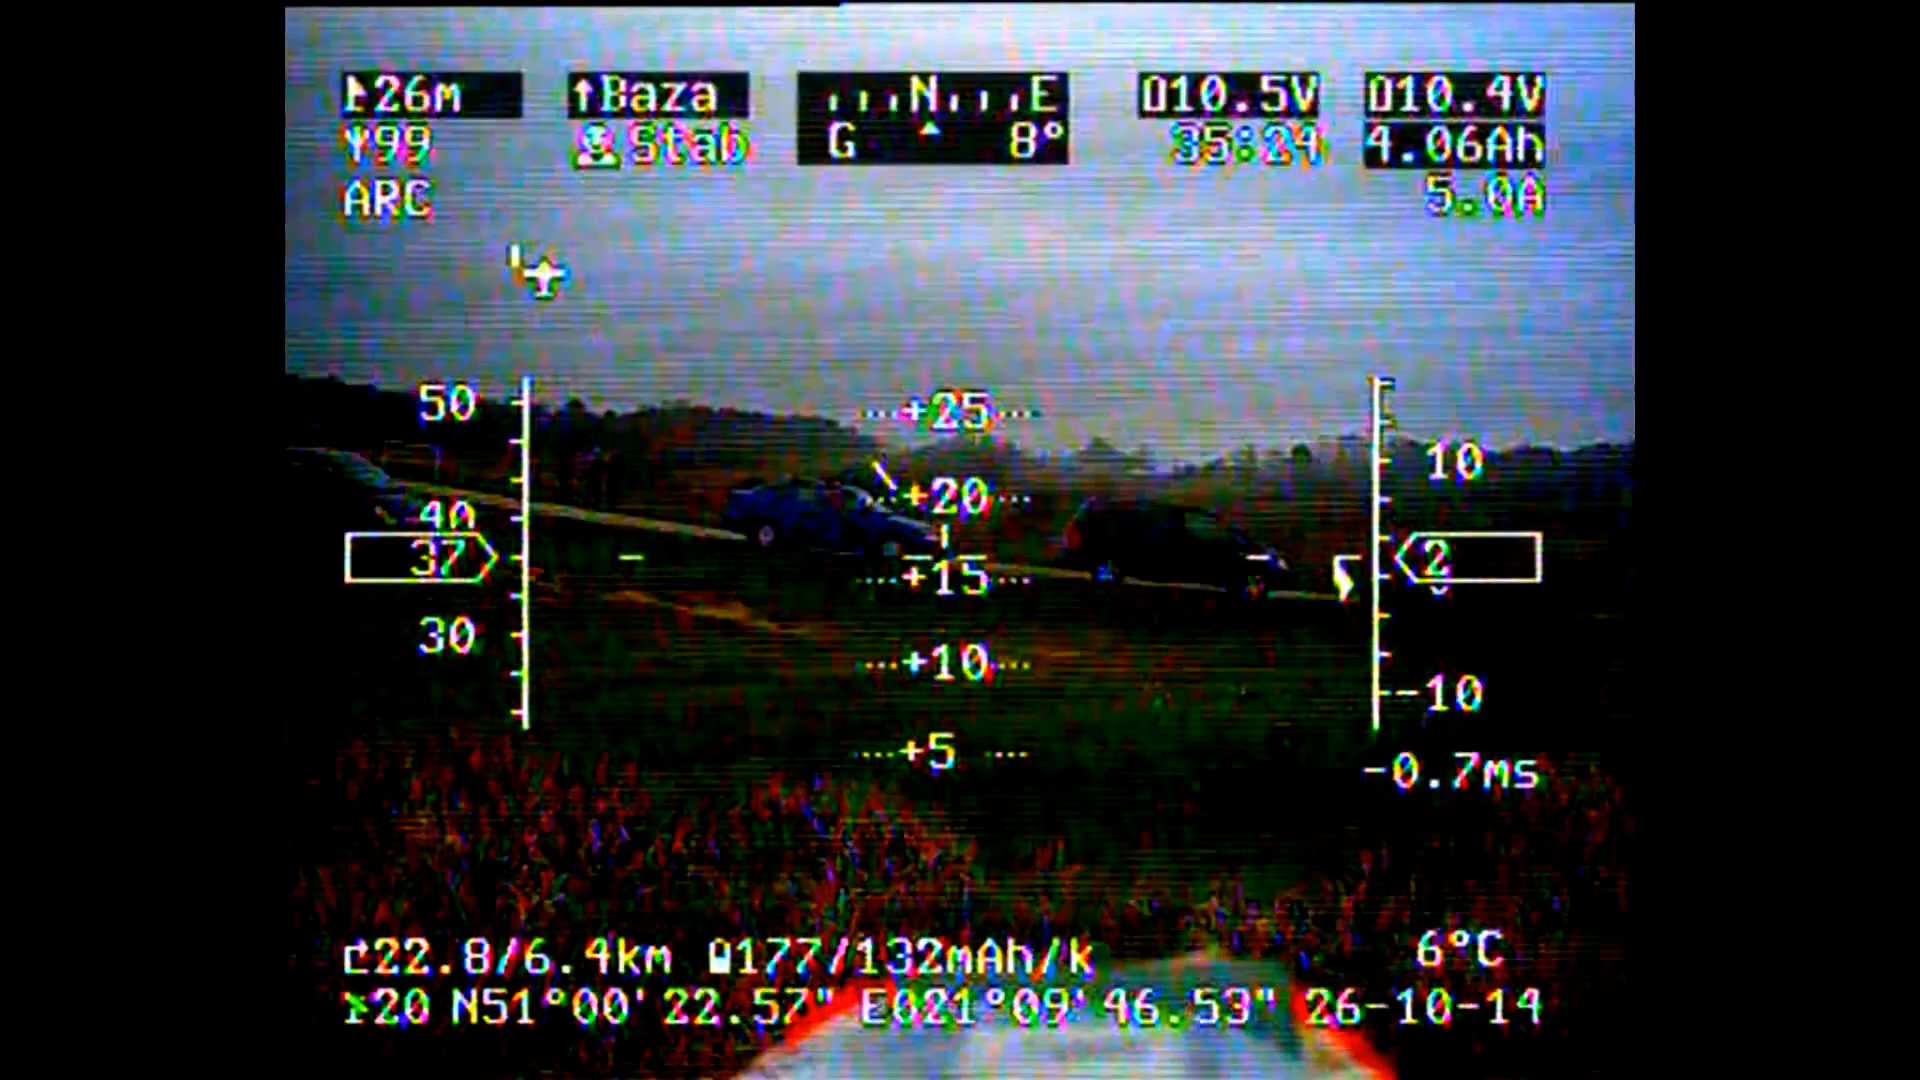 26m ↑Baza N E 10.5V 10.4V
99 Stab G 8° 35:24 4.06Ah
ARC 5.0A
50 +25 10
40 +20
37 +15 2
30 +10 -10
+5 -0.7ms
22.8/6.4km 177/132mAh/k 6°C
20 N51°00'22.57" E021°09'46.53" 26-10-14